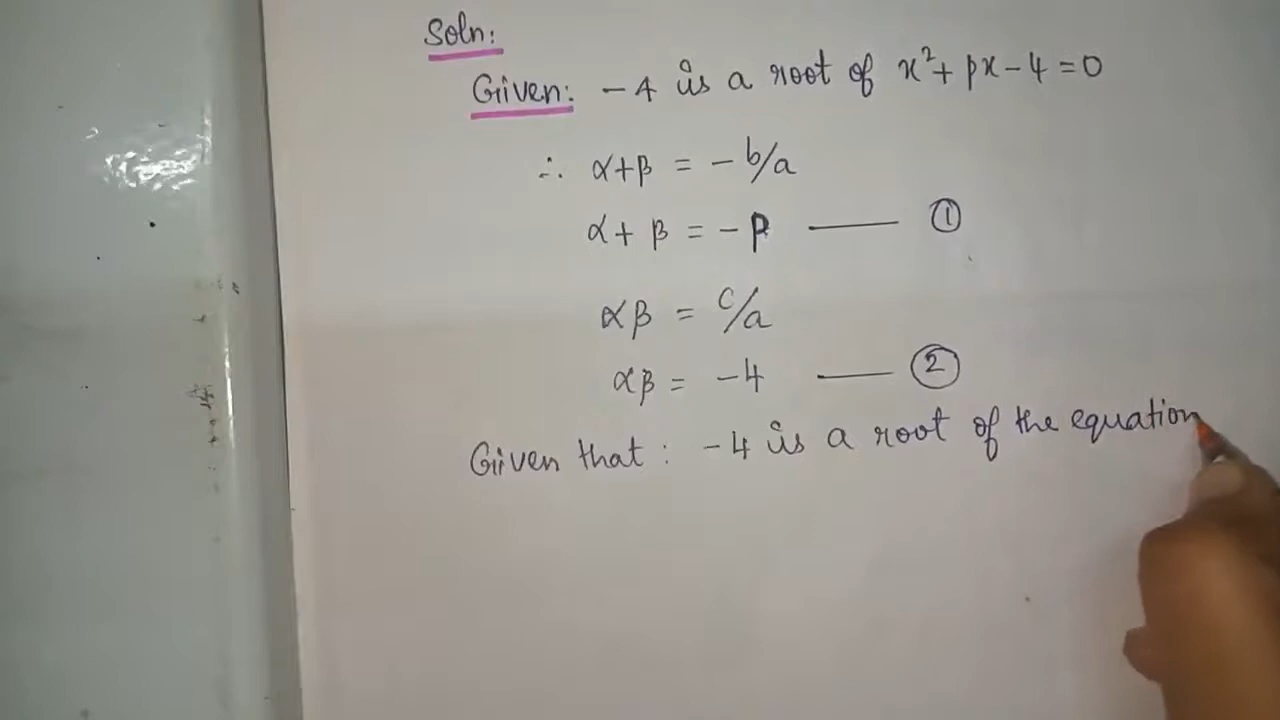 Soln:
Given: -4 is a root of x²+ px - 4 = 0
∴ α+β = - b/a
α + β = - p —— ①
αβ = c/a
αβ = -4 —— ②
Given that : -4 is a root of the equation